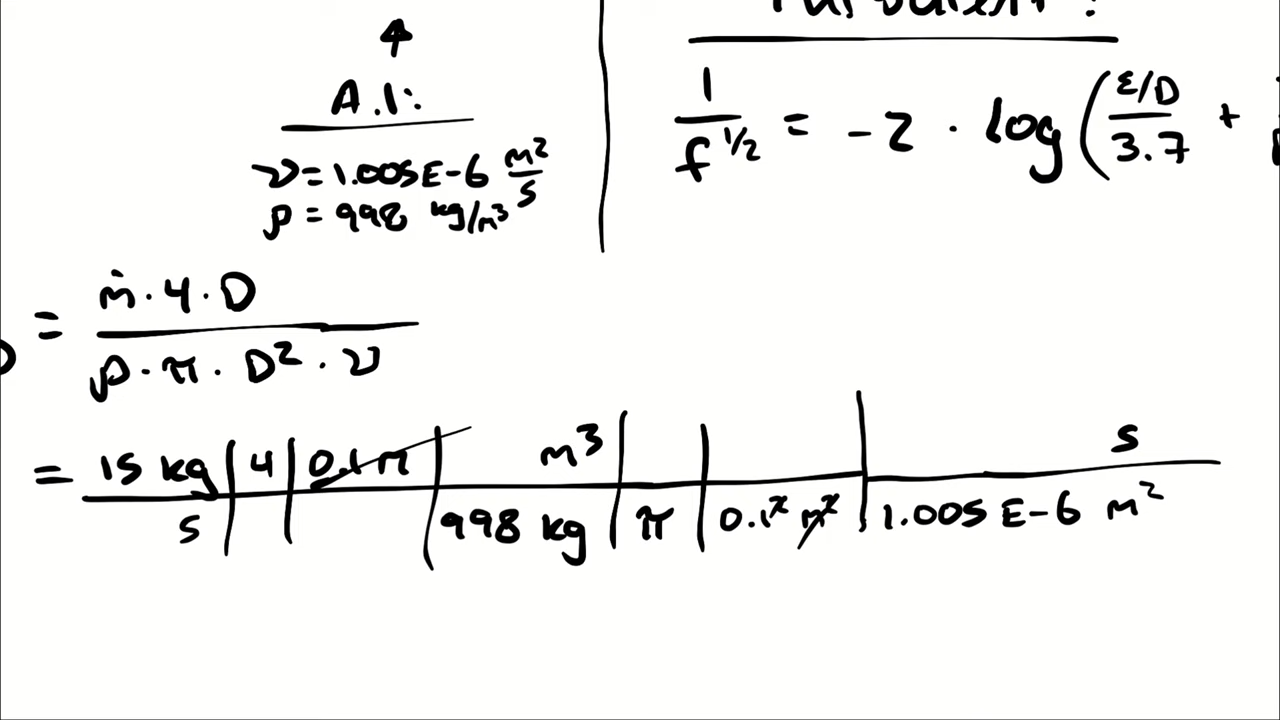 A.1:
ν = 1.005E-6 m²/s
ρ = 998 kg/m³
1/f^1/2 = -2 · log(ε/D/3.7 +
= ṁ·4·D / ρ·π·D²·ν
= 15 kg | 4 | 0.1 m | m³ | | | s
s | | | 998 kg | π | 0.1² m² | 1.005 E-6 m²